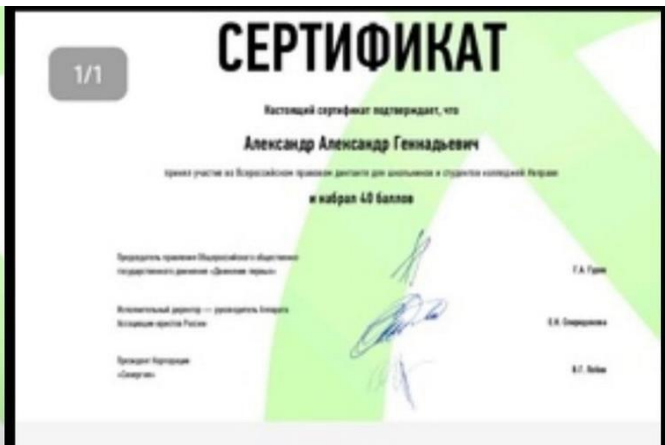 1/1
СЕРТИФИКАТ
Настоящий сертификат подтверждает, что
Александр Александр Геннадьевич
принял участие во Всероссийском правовом диктанте для школьников и студентов колледжей
и набрал 40 баллов
Председатель правления Общероссийского общественно-
государственного движения «Движение первых»
Исполнительный директор — руководитель Аппарата
Ассоциации юристов России
Президент Корпорации
«Синергия»